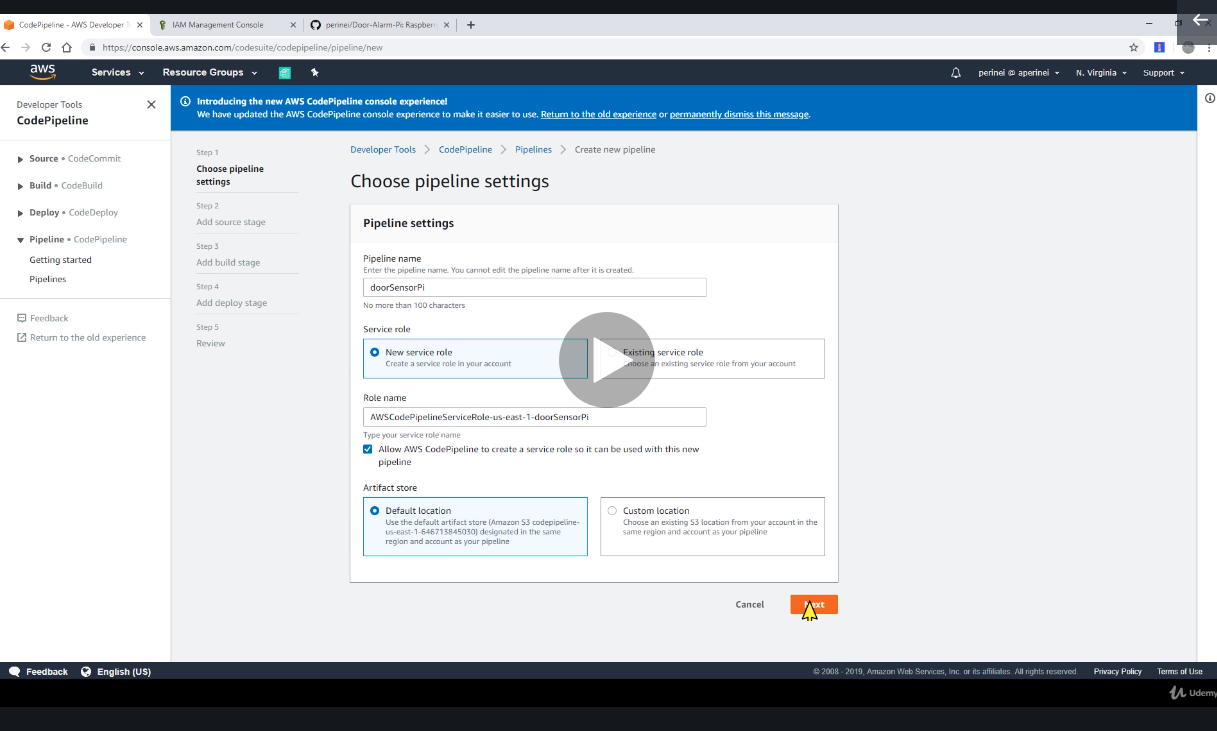 CodePipeline - AWS Developer T
IAM Management Console
perinei/Door-Alarm-Pi: Raspberr
https://console.aws.amazon.com/codesuite/codepipeline/pipeline/new
aws
Services
Resource Groups
perinei @ aperinei
N. Virginia
Support
Developer Tools
CodePipeline
Source • CodeCommit
Build • CodeBuild
Deploy • CodeDeploy
Pipeline • CodePipeline
Getting started
Pipelines
Feedback
Return to the old experience
Introducing the new AWS CodePipeline console experience!
We have updated the AWS CodePipeline console experience to make it easier to use. Return to the old experience or permanently dismiss this message.
Step 1
Choose pipeline
settings
Step 2
Add source stage
Step 3
Add build stage
Step 4
Add deploy stage
Step 5
Review
Developer Tools > CodePipeline > Pipelines > Create new pipeline
Choose pipeline settings
Pipeline settings
Pipeline name
Enter the pipeline name. You cannot edit the pipeline name after it is created.
doorSensorPi
No more than 100 characters
Service role
New service role
Create a service role in your account
Existing service role
Choose an existing service role from your account
Role name
AWSCodePipelineServiceRole-us-east-1-doorSensorPi
Type your service role name
Allow AWS CodePipeline to create a service role so it can be used with this new
pipeline
Artifact store
Default location
Use the default artifact store (Amazon S3 codepipeline-
us-east-1-646713845030) designated in the same
region and account as your pipeline
Custom location
Choose an existing S3 location from your account in the
same region and account as your pipeline
Cancel
Next
Feedback
English (US)
© 2008 - 2019, Amazon Web Services, Inc. or its affiliates. All rights reserved.
Privacy Policy
Terms of Use
Udemy